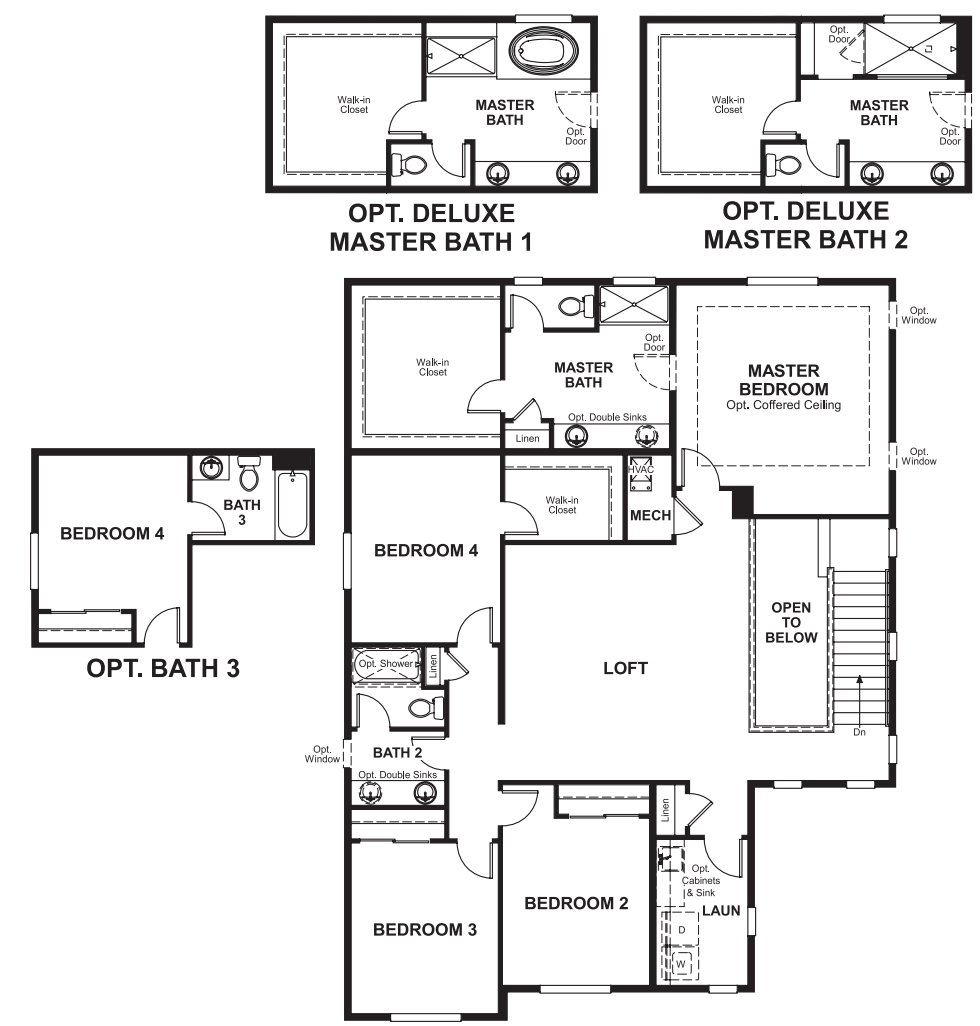 Walk-in
Closet
MASTER
BATH
Opt.
Door
OPT. DELUXE
MASTER BATH 1
Opt.
Door
Walk-in
Closet
MASTER
BATH
Opt.
Door
OPT. DELUXE
MASTER BATH 2
Walk-in
Closet
MASTER
BATH
Opt.
Door
Opt. Double Sinks
Linen
MASTER
BEDROOM
Opt. Coffered Ceiling
Opt.
Window
Opt.
Window
BEDROOM 4
BATH
3
OPT. BATH 3
BEDROOM 4
Walk-in
Closet
HVAC
MECH
OPEN
TO
BELOW
LOFT
Dn
Opt. Shower
Linen
Opt.
Window
BATH 2
Opt. Double Sinks
Linen
Opt.
Cabinets
& Sink
LAUN
D
W
BEDROOM 2
BEDROOM 3